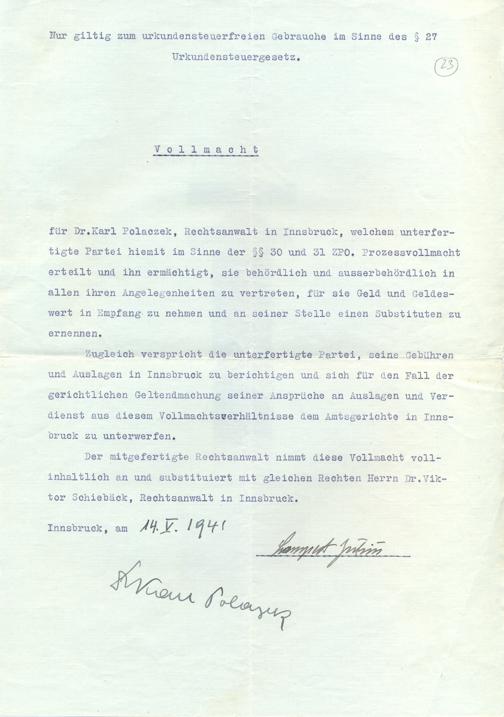 Nur giltig zum urkundensteuerfreien Gebrauche im Sinne des § 27
Urkundensteuergesetz.
23
Vollmacht
für Dr.Karl Polaczek, Rechtsanwalt in Innsbruck, welchem unterfer-
tigte Partei hiemit im Sinne der §§ 30 und 31 ZPO. Prozessvollmacht
erteilt und ihn ermächtigt, sie behördlich und ausserbehördlich in
allen ihren Angelegenheiten zu vertreten, für sie Geld und Geldes-
wert in Empfang zu nehmen und an seiner Stelle einen Substituten zu
ernennen.
Zugleich verspricht die unterfertigte Partei, seine Gebühren
und Auslagen in Innsbruck zu berichtigen und sich für den Fall der
gerichtlichen Geltendmachung seiner Ansprüche an Auslagen und Ver-
dienst aus diesem Vollmachtsverhältnisse dem Amtsgerichte in Inns-
bruck zu unterwerfen.
Der mitgefertigte Rechtsanwalt nimmt diese Vollmacht voll-
inhaltlich an und substituiert mit gleichen Rechten Herrn Dr.Vik-
tor Schiebäck, Rechtsanwalt in Innsbruck.
Innsbruck, am 14.V.1941
Lampert
Karl Polaczek